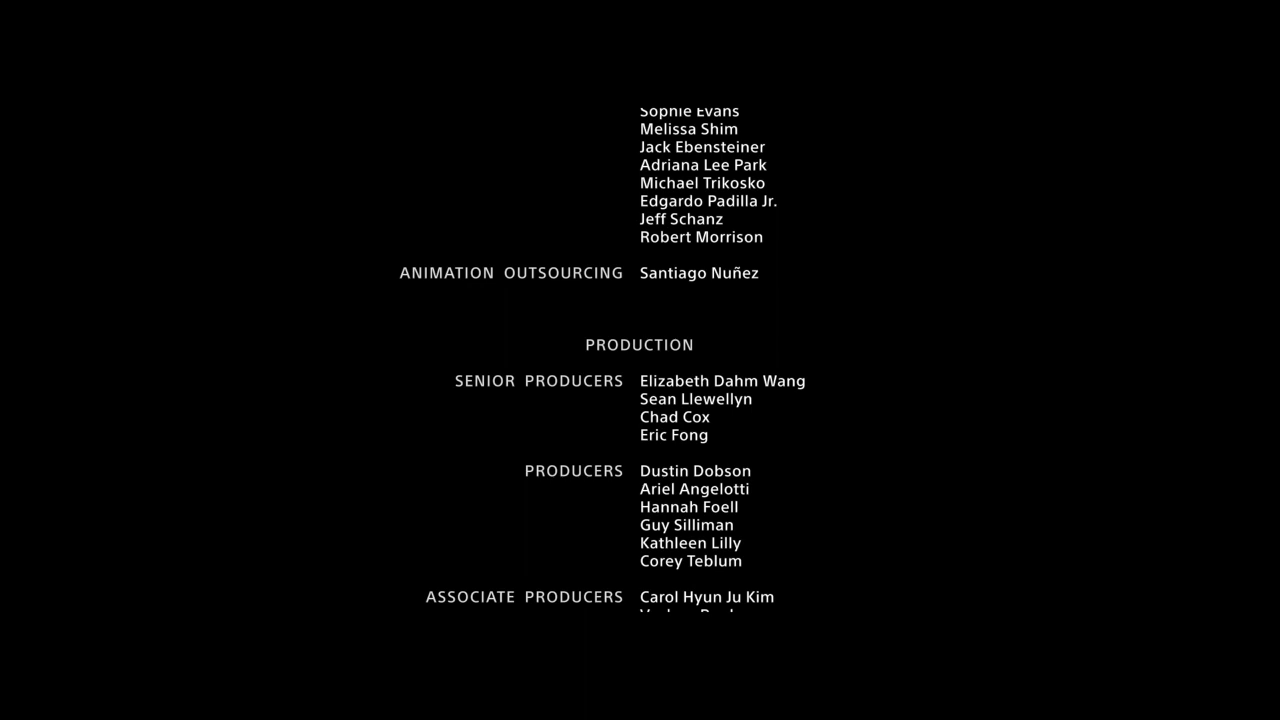 Sophie Evans
Melissa Shim
Jack Ebensteiner
Adriana Lee Park
Michael Trikosko
Edgardo Padilla Jr.
Jeff Schanz
Robert Morrison
ANIMATION OUTSOURCING Santiago Nuñez
PRODUCTION
SENIOR PRODUCERS Elizabeth Dahm Wang
Sean Llewellyn
Chad Cox
Eric Fong
PRODUCERS Dustin Dobson
Ariel Angelotti
Hannah Foell
Guy Silliman
Kathleen Lilly
Corey Teblum
ASSOCIATE PRODUCERS Carol Hyun Ju Kim